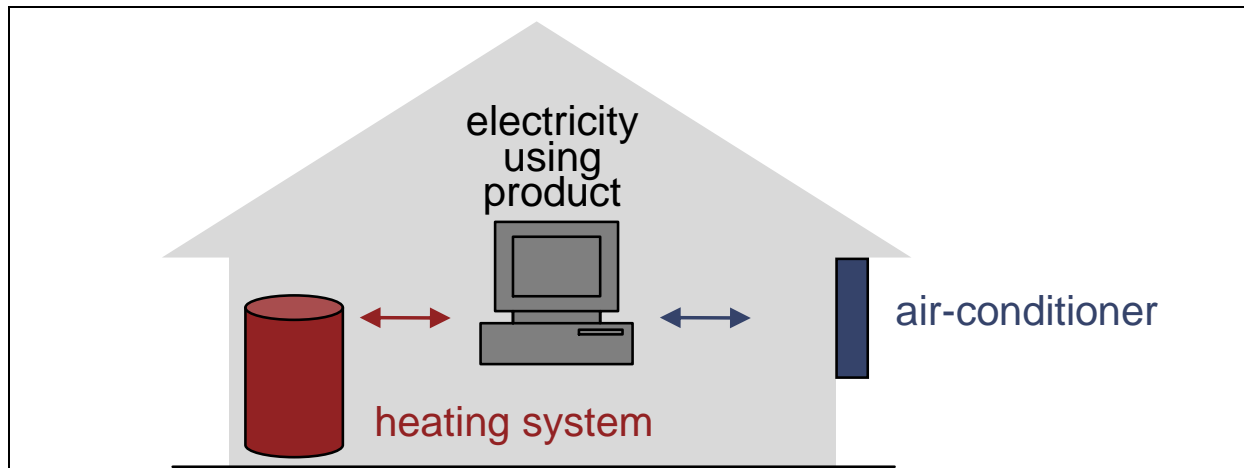 electricity
using
product
air-conditioner
heating system